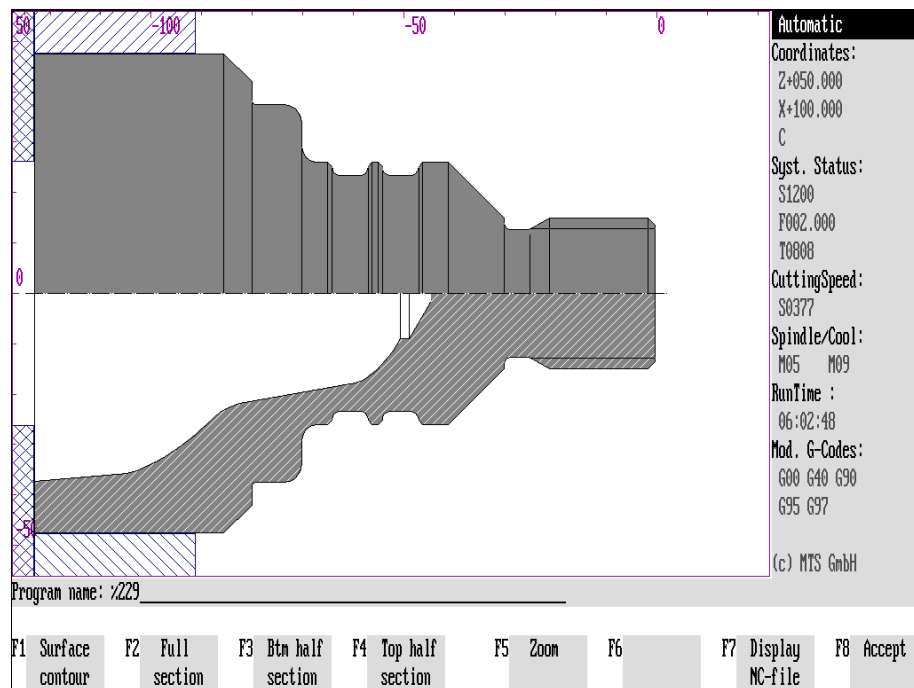 50 -100 -50 0 Automatic
Coordinates:
Z+050.000
X+100.000
C
Syst. Status:
S1200
F002.000
T0808
0 CuttingSpeed:
S0377
Spindle/Cool:
M05 M09
RunTime :
06:02:48
Mod. G-Codes:
G00 G40 G90
-50 G95 G97
(c) MTS GmbH
Program name: %229
F1 Surface F2 Full F3 Btm half F4 Top half F5 Zoom F6 F7 Display F8 Accept
contour section section section NC-file